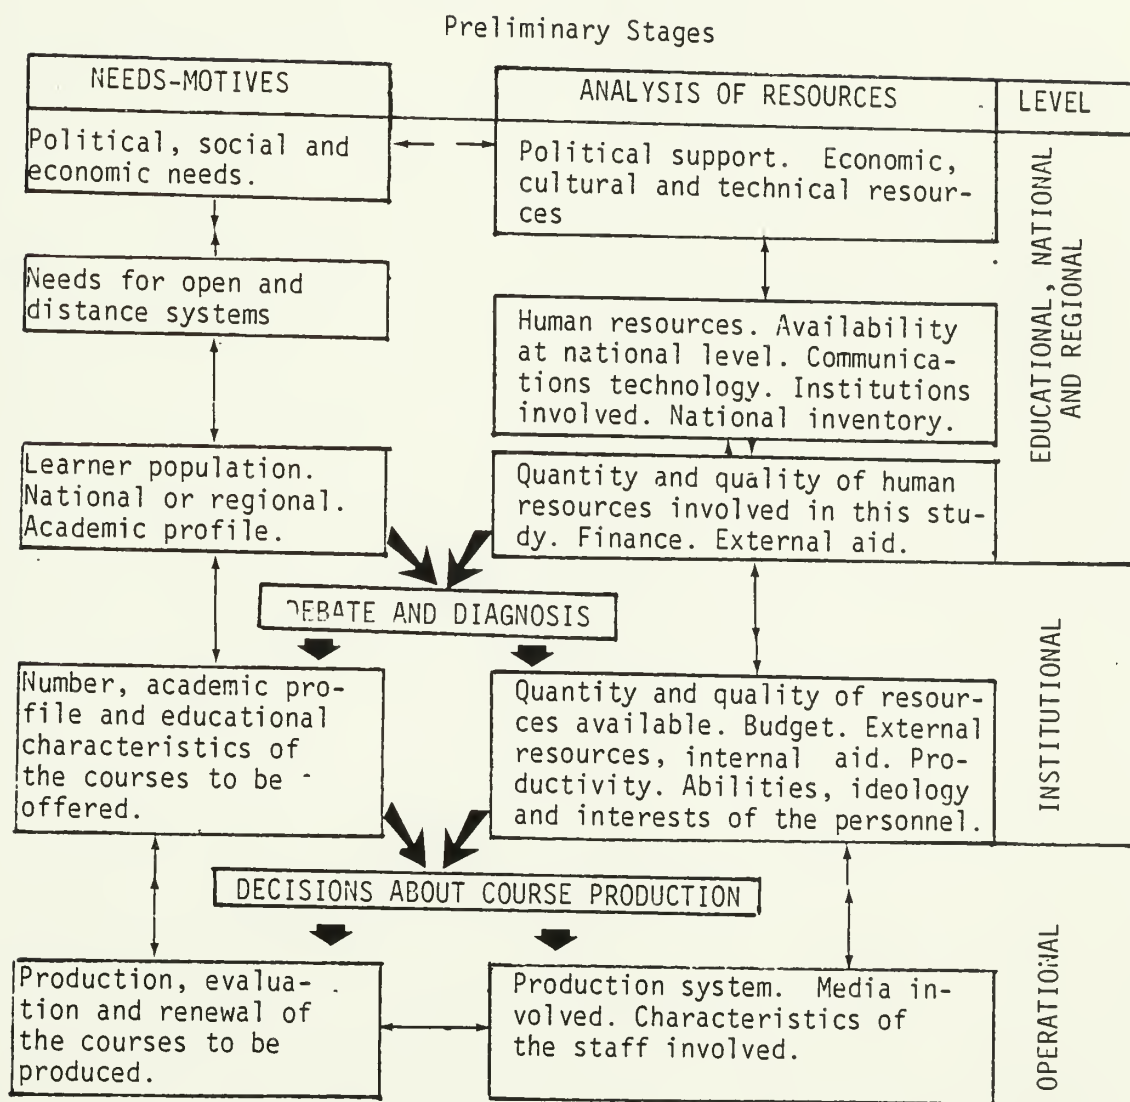 Preliminary Stages
NEEDS-MOTIVES
ANALYSIS OF RESOURCES
LEVEL
Political, social and
economic needs.
Political support. Economic,
cultural and technical resour-
ces
Needs for open and
distance systems
Human resources. Availability
at national level. Communica-
tions technology. Institutions
involved. National inventory.
EDUCATIONAL, NATIONAL
AND REGIONAL
Learner population.
National or regional.
Academic profile.
Quantity and quality of human
resources involved in this stu-
dy. Finance. External aid.
DEBATE AND DIAGNOSIS
Number, academic pro-
file and educational
characteristics of
the courses to be
offered.
Quantity and quality of resour-
ces available. Budget. External
resources, internal aid. Pro-
ductivity. Abilities, ideology
and interests of the personnel.
INSTITUTIONAL
DECISIONS ABOUT COURSE PRODUCTION
Production, evalua-
tion and renewal of
the courses to be
produced.
Production system. Media in-
volved. Characteristics of
the staff involved.
OPERATIONAL